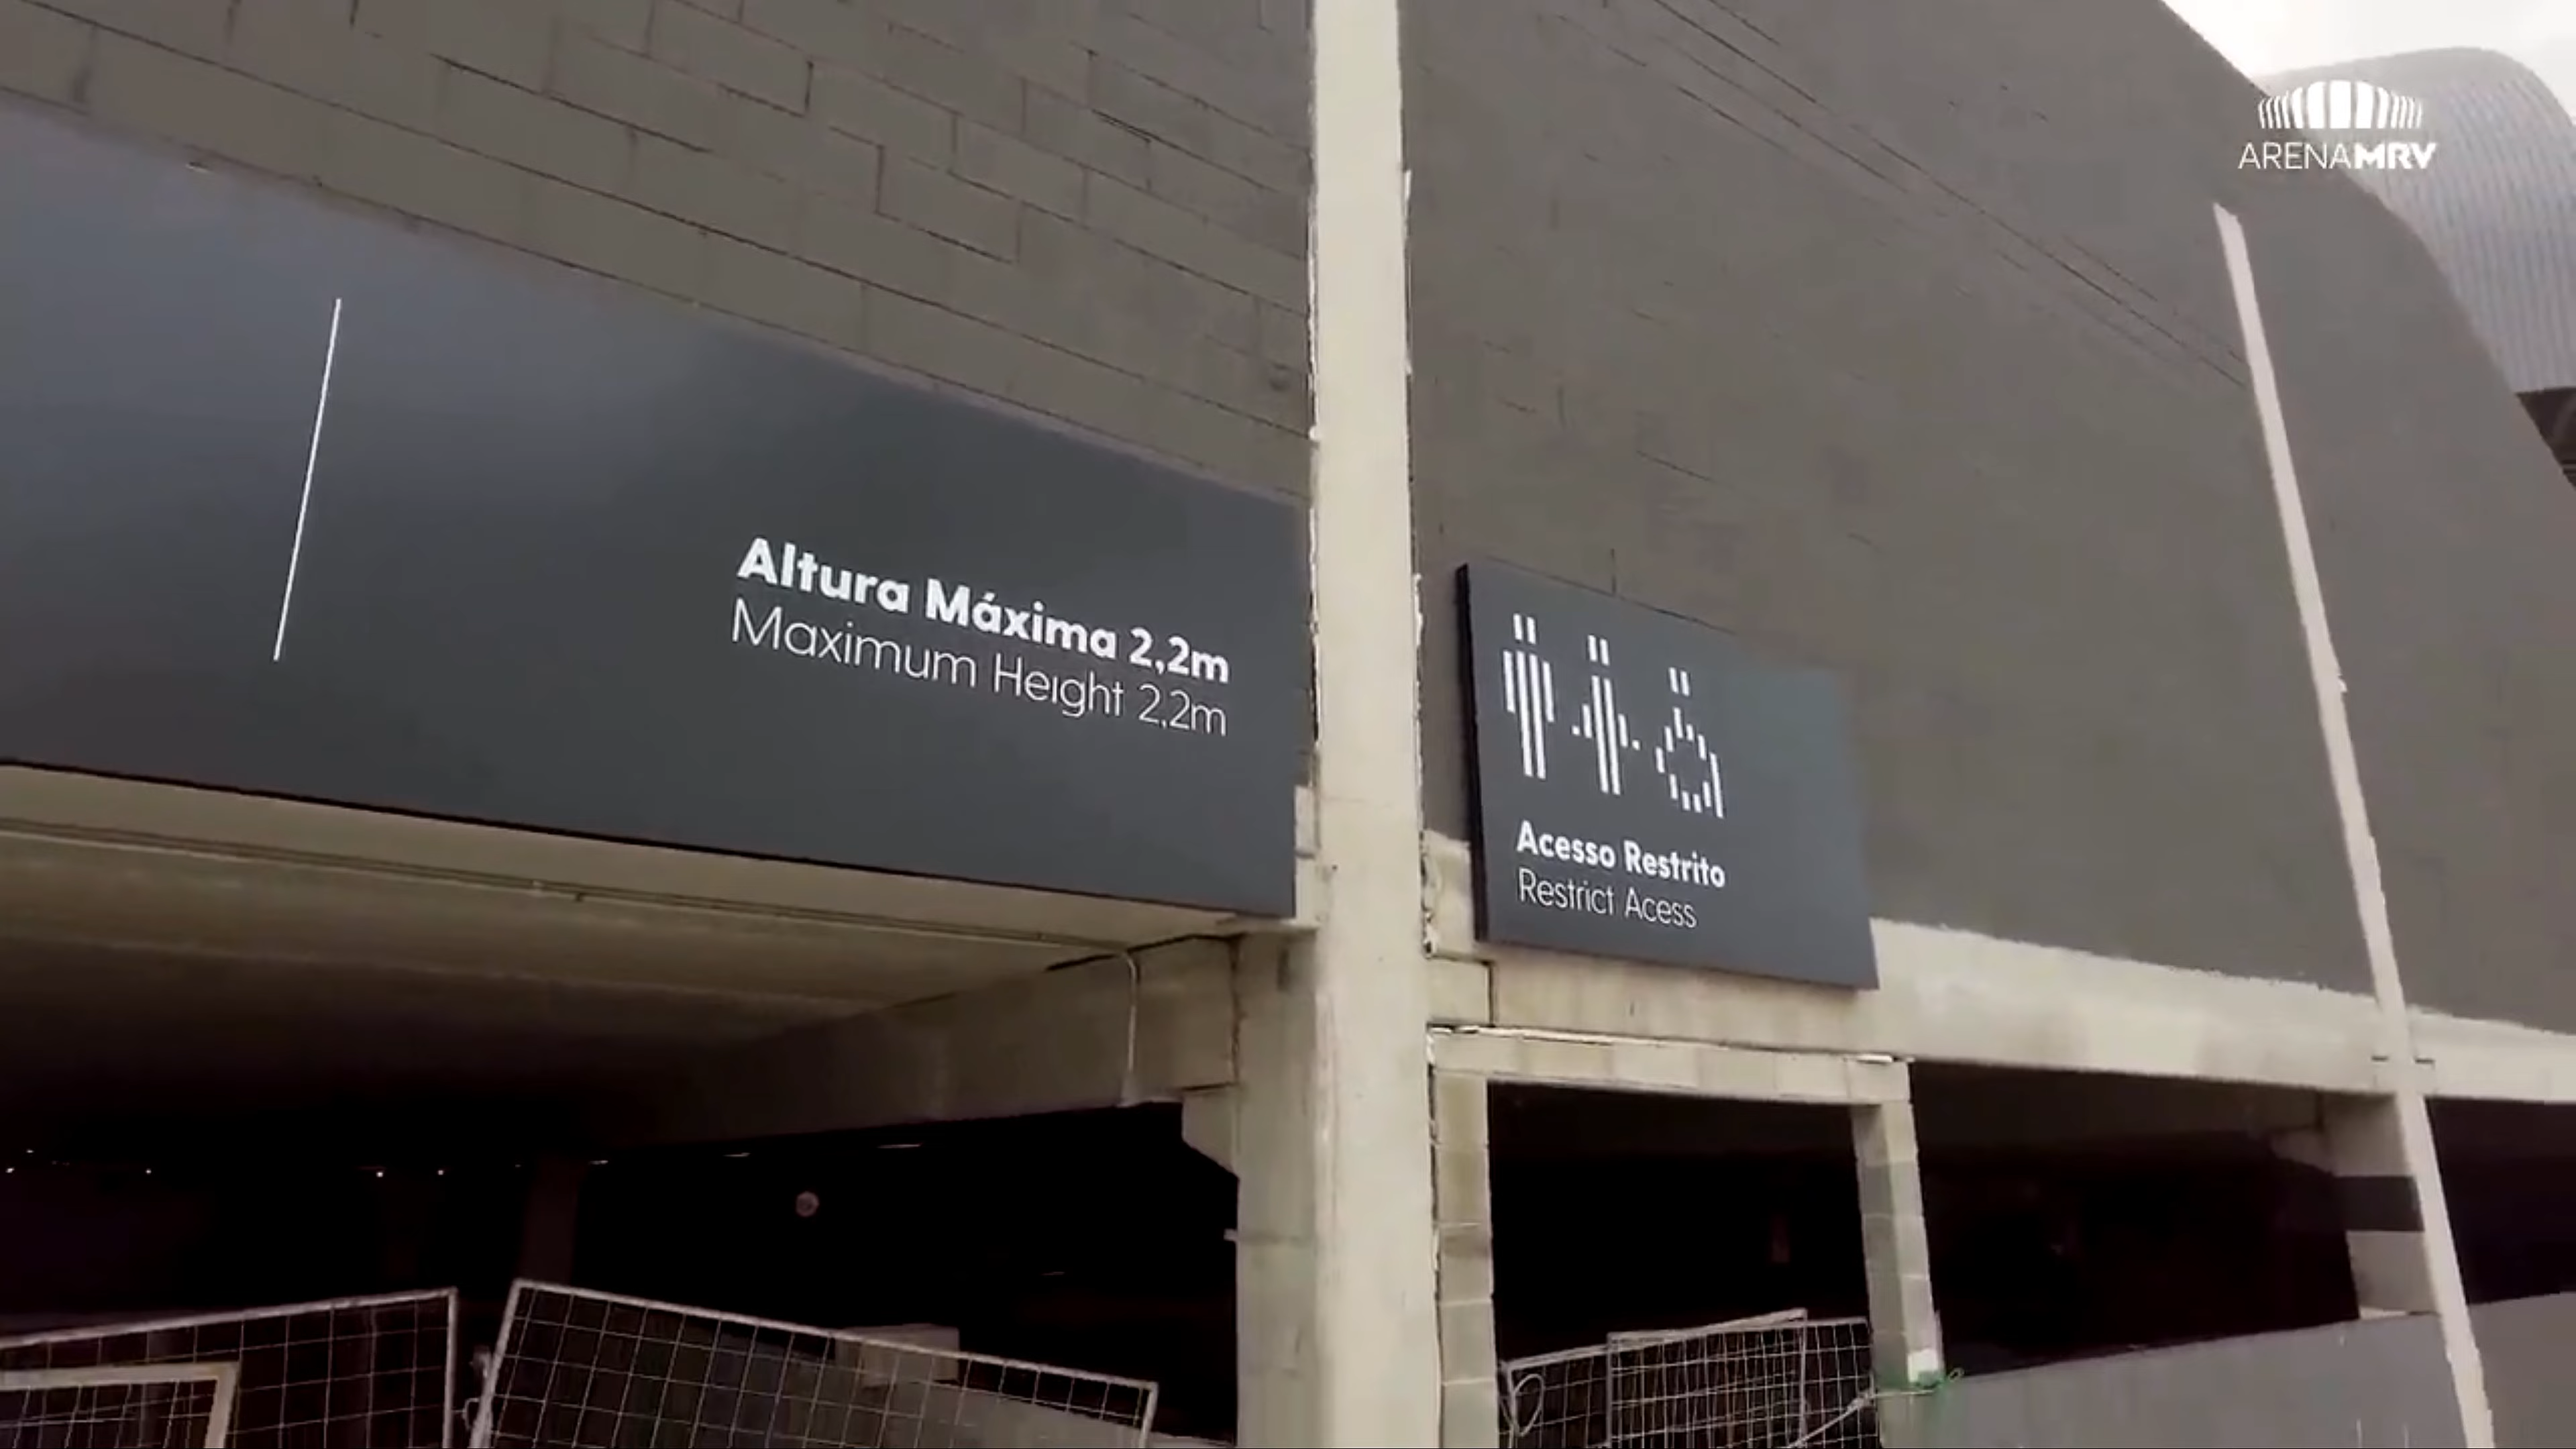 ARENAMRV
Altura Máxima 2,2m
Maximum Height 2,2m
Acesso Restrito
Restrict Acess